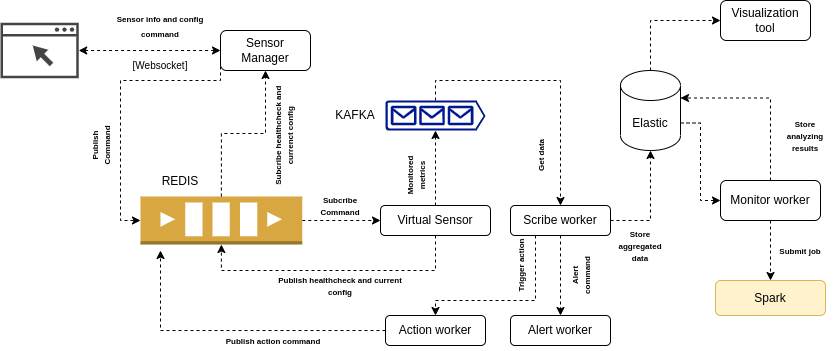 Sensor info and config
command
[Websocket]
Sensor
Manager
Publish
Command
Subcribe healthcheck and
currenct config
REDIS
KAFKA
Monitored
metrics
Get data
Subcribe
Command
Virtual Sensor
Scribe worker
Publish healthcheck and current
config
Trigger action
Alert
command
Action worker
Alert worker
Publish action command
Store
aggregated
data
Visualization
tool
Elastic
Store
analyzing
results
Monitor worker
Submit job
Spark